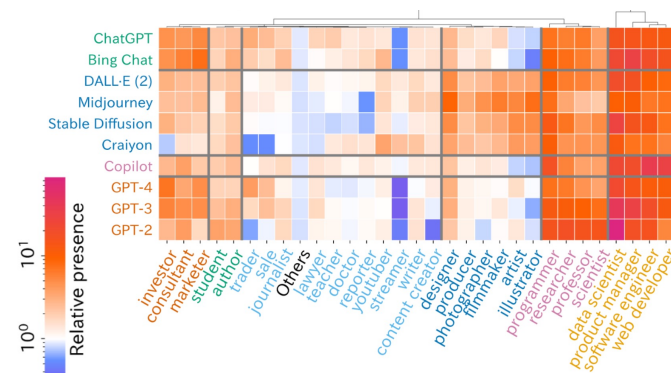 ChatGPT
Bing Chat
DALL·E (2)
Midjourney
Stable Diffusion
Craiyon
Copilot
GPT-4
GPT-3
GPT-2
10¹
10⁰
Relative presence
investor
consultant
marketer
student
author
trader
sale
journalist
Others
lawyer
teacher
doctor
reporter
youtuber
streamer
writer
content creator
designer
producer
photographer
filmmaker
artist
illustrator
programmer
researcher
professor
scientist
data scientist
product manager
software engineer
web developer